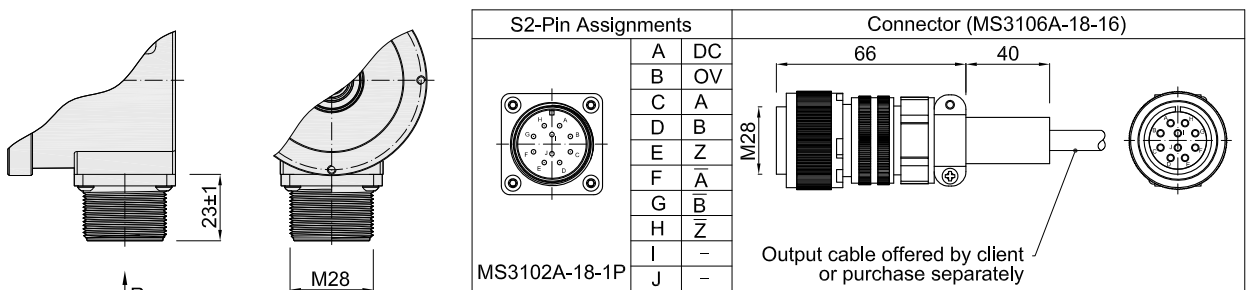 23±1
M28
S2-Pin Assignments
A DC
B OV
C A
D B
E Z
F A̅
G B̅
H Z̅
I -
J -
MS3102A-18-1P
H A
G I B
F J C
E D
Connector (MS3106A-18-16)
66 40
M28
Output cable offered by client
or purchase separately